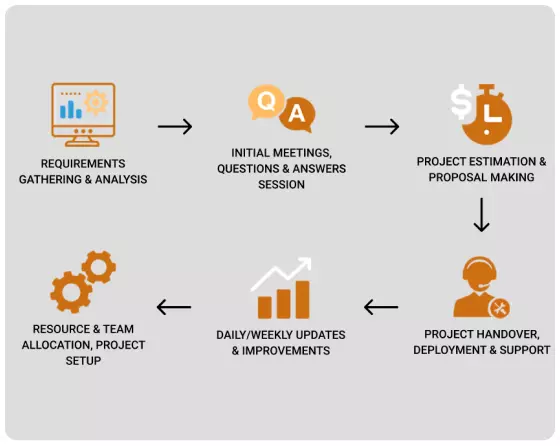 REQUIREMENTS
GATHERING & ANALYSIS
Q
A
INITIAL MEETINGS,
QUESTIONS & ANSWERS
SESSION
$
L
PROJECT ESTIMATION &
PROPOSAL MAKING
RESOURCE & TEAM
ALLOCATION, PROJECT
SETUP
DAILY/WEEKLY UPDATES
& IMPROVEMENTS
PROJECT HANDOVER,
DEPLOYMENT & SUPPORT